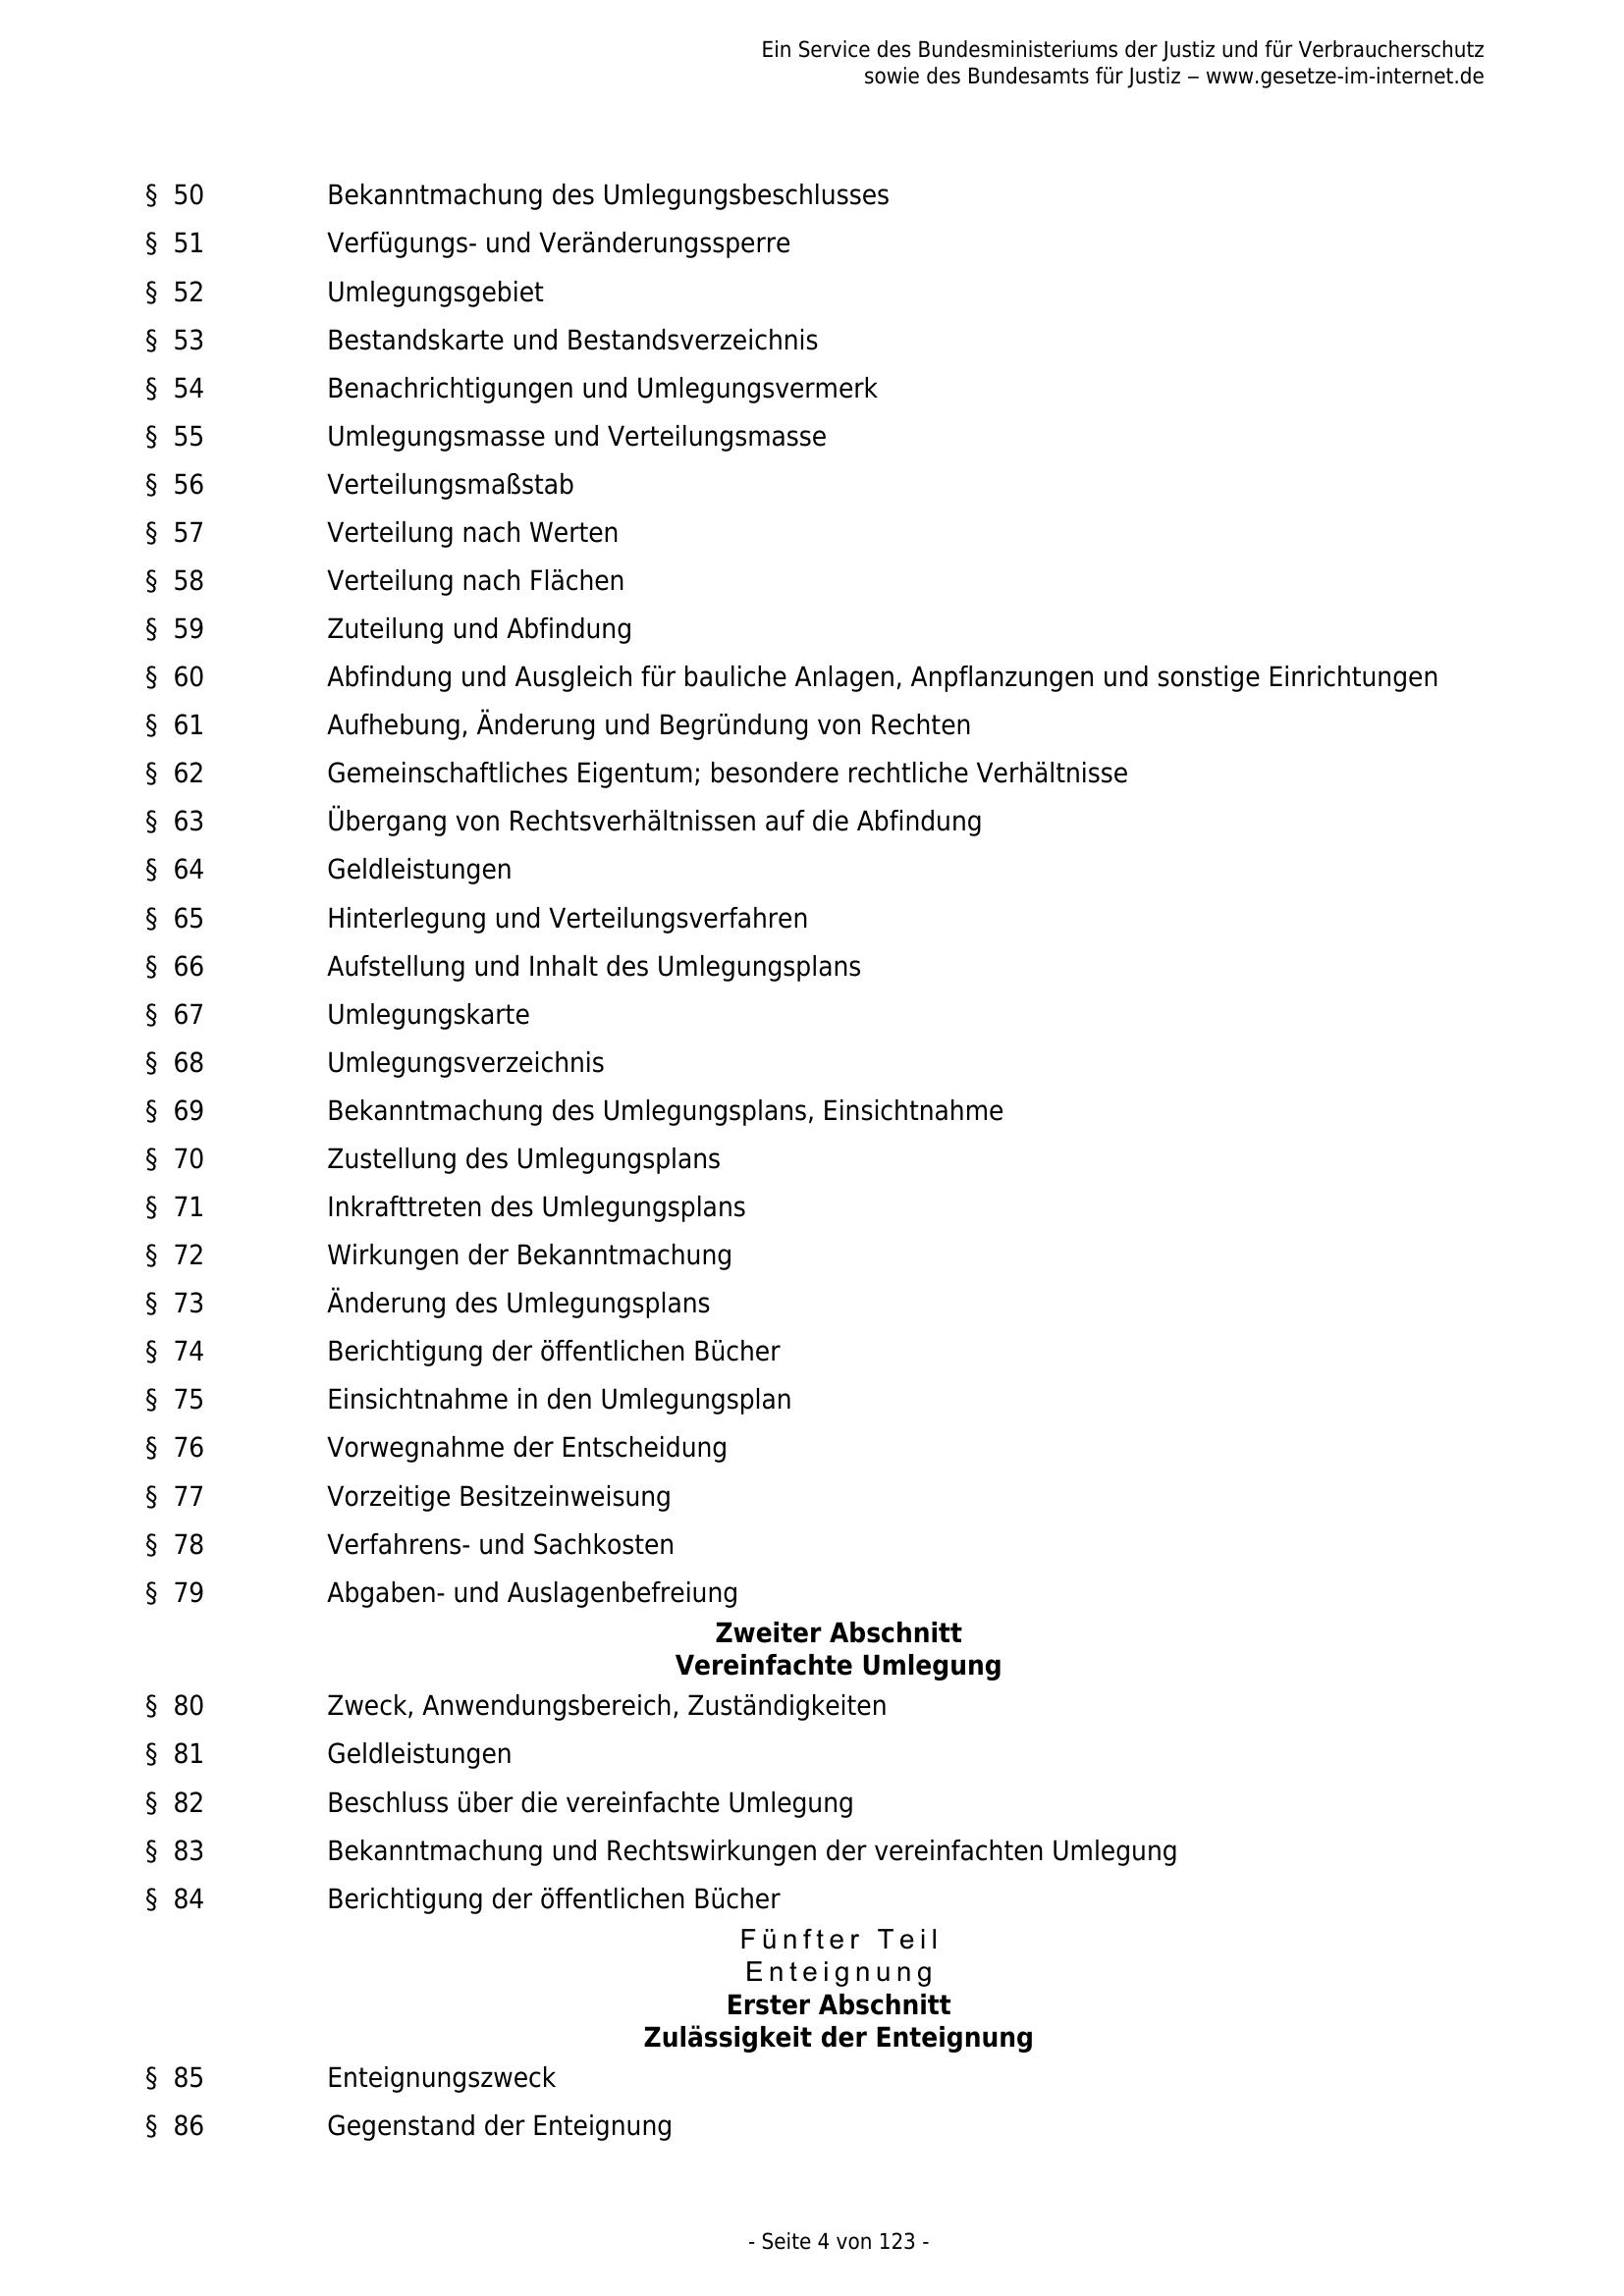 Ein Service des Bundesministeriums der Justiz und für Verbraucherschutz
sowie des Bundesamts für Justiz – www.gesetze-im-internet.de
§ 50 Bekanntmachung des Umlegungsbeschlusses
§ 51 Verfügungs- und Veränderungssperre
§ 52 Umlegungsgebiet
§ 53 Bestandskarte und Bestandsverzeichnis
§ 54 Benachrichtigungen und Umlegungsvermerk
§ 55 Umlegungsmasse und Verteilungsmasse
§ 56 Verteilungsmaßstab
§ 57 Verteilung nach Werten
§ 58 Verteilung nach Flächen
§ 59 Zuteilung und Abfindung
§ 60 Abfindung und Ausgleich für bauliche Anlagen, Anpflanzungen und sonstige Einrichtungen
§ 61 Aufhebung, Änderung und Begründung von Rechten
§ 62 Gemeinschaftliches Eigentum; besondere rechtliche Verhältnisse
§ 63 Übergang von Rechtsverhältnissen auf die Abfindung
§ 64 Geldleistungen
§ 65 Hinterlegung und Verteilungsverfahren
§ 66 Aufstellung und Inhalt des Umlegungsplans
§ 67 Umlegungskarte
§ 68 Umlegungsverzeichnis
§ 69 Bekanntmachung des Umlegungsplans, Einsichtnahme
§ 70 Zustellung des Umlegungsplans
§ 71 Inkrafttreten des Umlegungsplans
§ 72 Wirkungen der Bekanntmachung
§ 73 Änderung des Umlegungsplans
§ 74 Berichtigung der öffentlichen Bücher
§ 75 Einsichtnahme in den Umlegungsplan
§ 76 Vorwegnahme der Entscheidung
§ 77 Vorzeitige Besitzeinweisung
§ 78 Verfahrens- und Sachkosten
§ 79 Abgaben- und Auslagenbefreiung
Zweiter Abschnitt
Vereinfachte Umlegung
§ 80 Zweck, Anwendungsbereich, Zuständigkeiten
§ 81 Geldleistungen
§ 82 Beschluss über die vereinfachte Umlegung
§ 83 Bekanntmachung und Rechtswirkungen der vereinfachten Umlegung
§ 84 Berichtigung der öffentlichen Bücher
Fünfter Teil
Enteignung
Erster Abschnitt
Zulässigkeit der Enteignung
§ 85 Enteignungszweck
§ 86 Gegenstand der Enteignung
- Seite 4 von 123 -